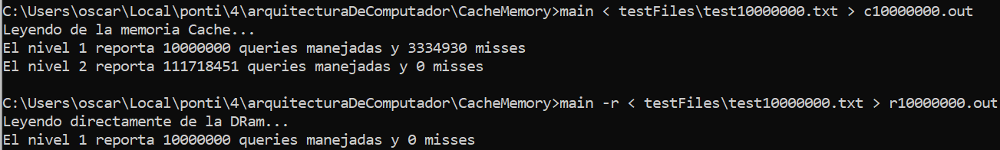 C:\Users\oscar\Local\ponti\4\arquitecturaDeComputador\CacheMemory>main < testFiles\test10000000.txt > c10000000.out
Leyendo de la memoria Cache...
El nivel 1 reporta 10000000 queries manejadas y 3334930 misses
El nivel 2 reporta 111718451 queries manejadas y 0 misses
C:\Users\oscar\Local\ponti\4\arquitecturaDeComputador\CacheMemory>main -r < testFiles\test10000000.txt > r10000000.out
Leyendo directamente de la DRam...
El nivel 1 reporta 10000000 queries manejadas y 0 misses